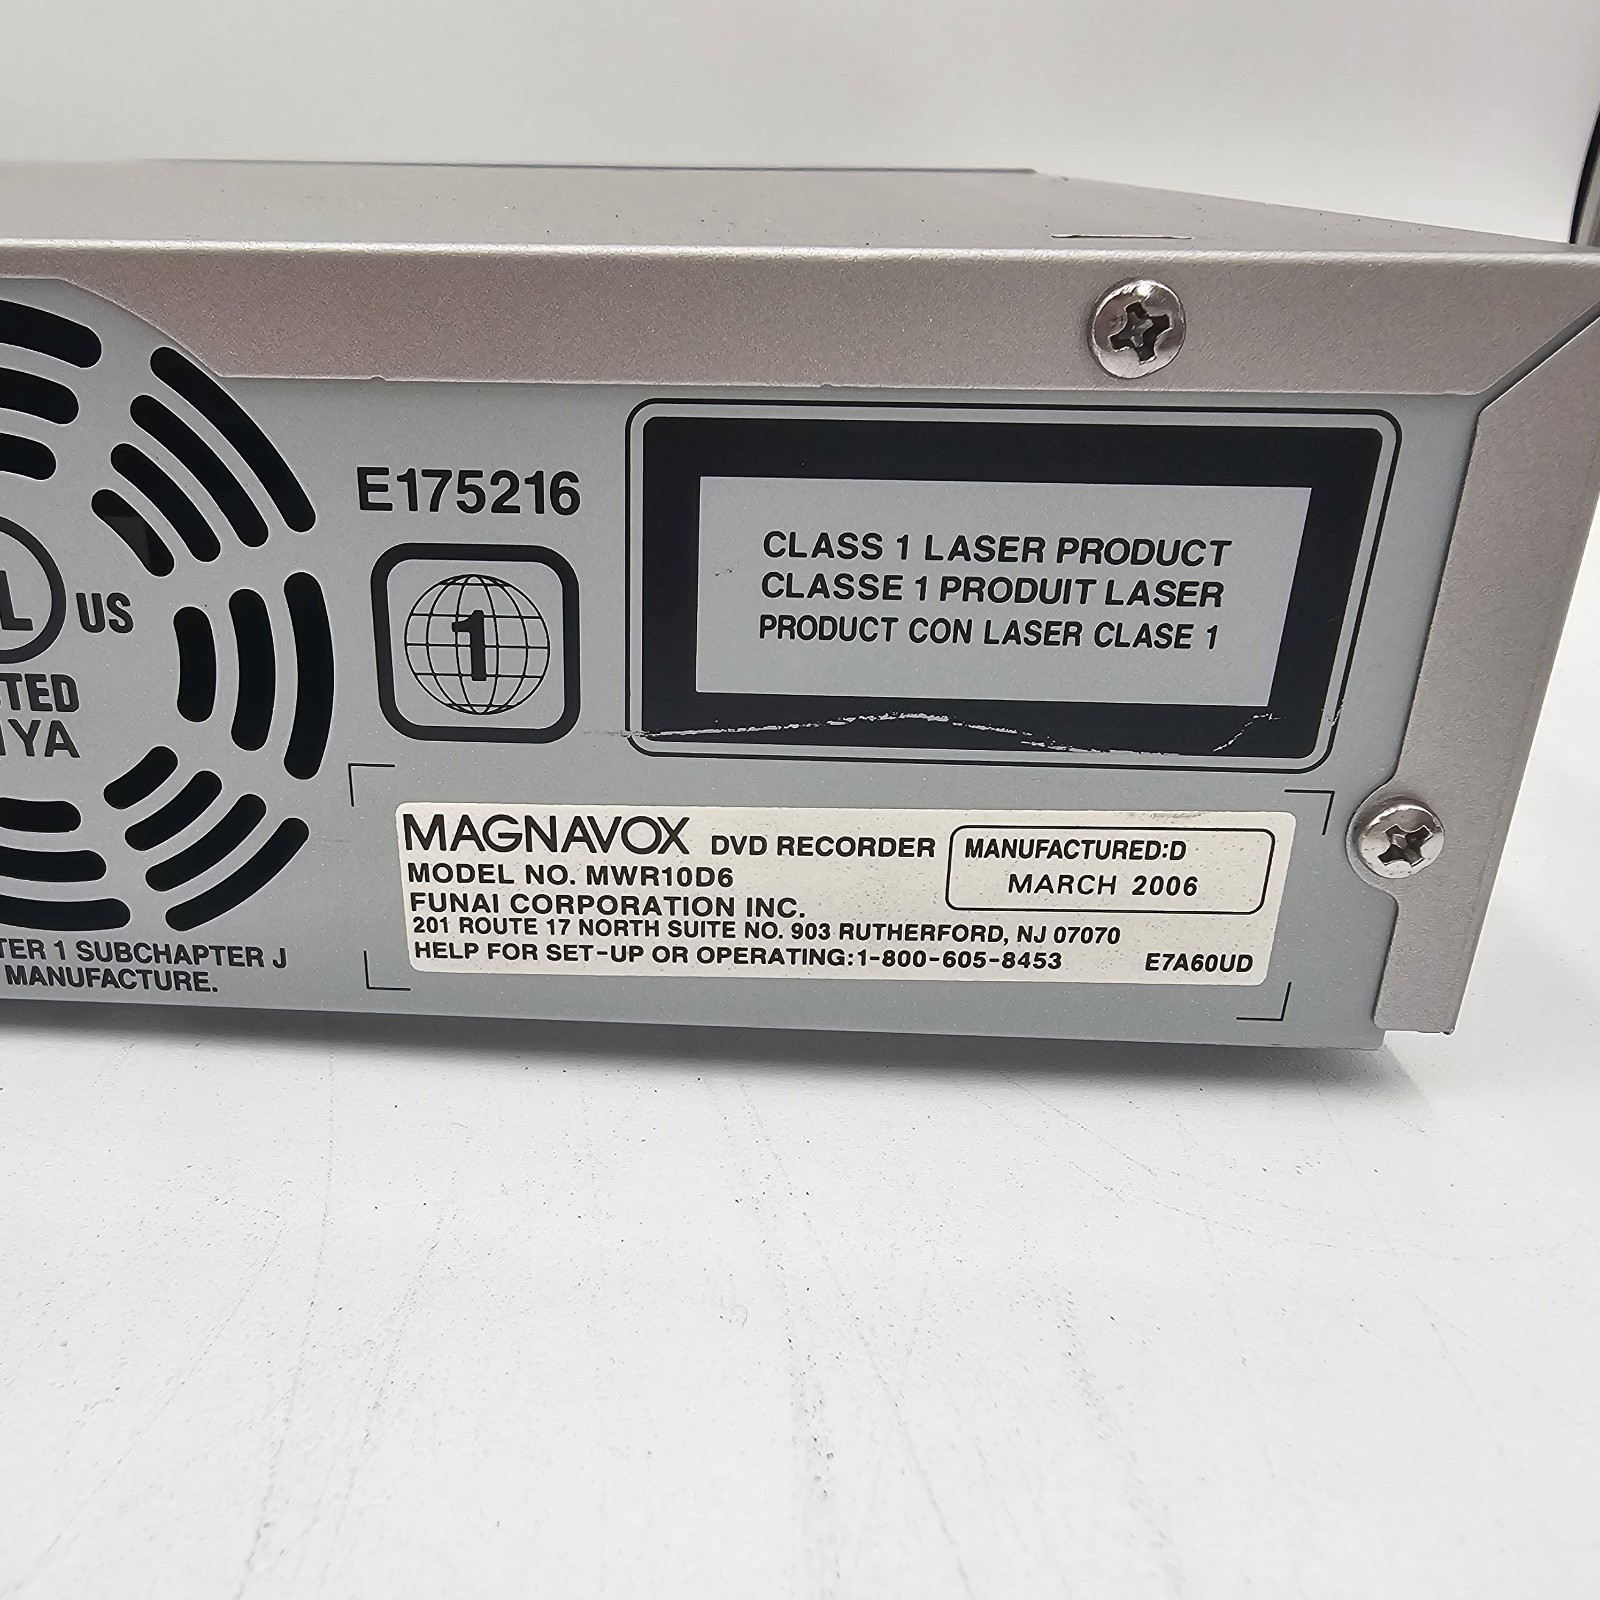 E175216
US
1
CLASS 1 LASER PRODUCT
CLASSE 1 PRODUIT LASER
PRODUCT CON LASER CLASE 1
TER 1 SUBCHAPTER J
MANUFACTURE.
MAGNAVOX DVD RECORDER
MODEL NO. MWR10D6
FUNAI CORPORATION INC.
201 ROUTE 17 NORTH SUITE NO. 903 RUTHERFORD, NJ 07070
HELP FOR SET-UP OR OPERATING:1-800-605-8453 E7A60UD
MANUFACTURED:D
MARCH 2006